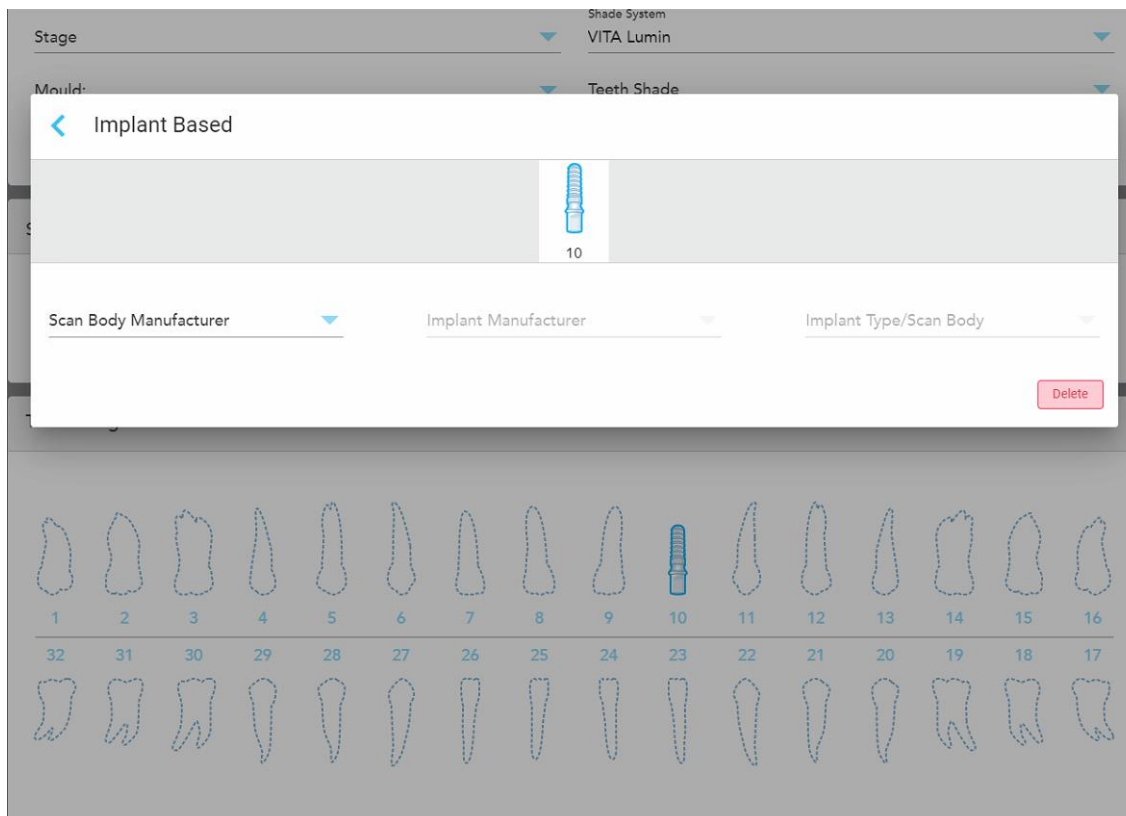 Shade System
Stage VITA Lumin
Mould: Teeth Shade
Implant Based
10
Scan Body Manufacturer Implant Manufacturer Implant Type/Scan Body
Delete
1 2 3 4 5 6 7 8 9 10 11 12 13 14 15 16
32 31 30 29 28 27 26 25 24 23 22 21 20 19 18 17